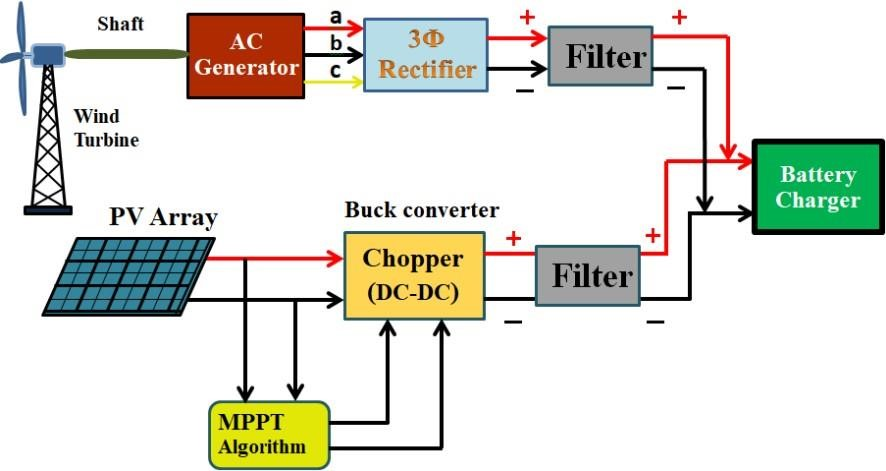 Shaft
AC
Generator
a
b
c
3Φ
Rectifier
+
−
Filter
+
−
Wind
Turbine
Battery
Charger
PV Array
Buck converter
Chopper
(DC-DC)
+
−
Filter
+
−
MPPT
Algorithm